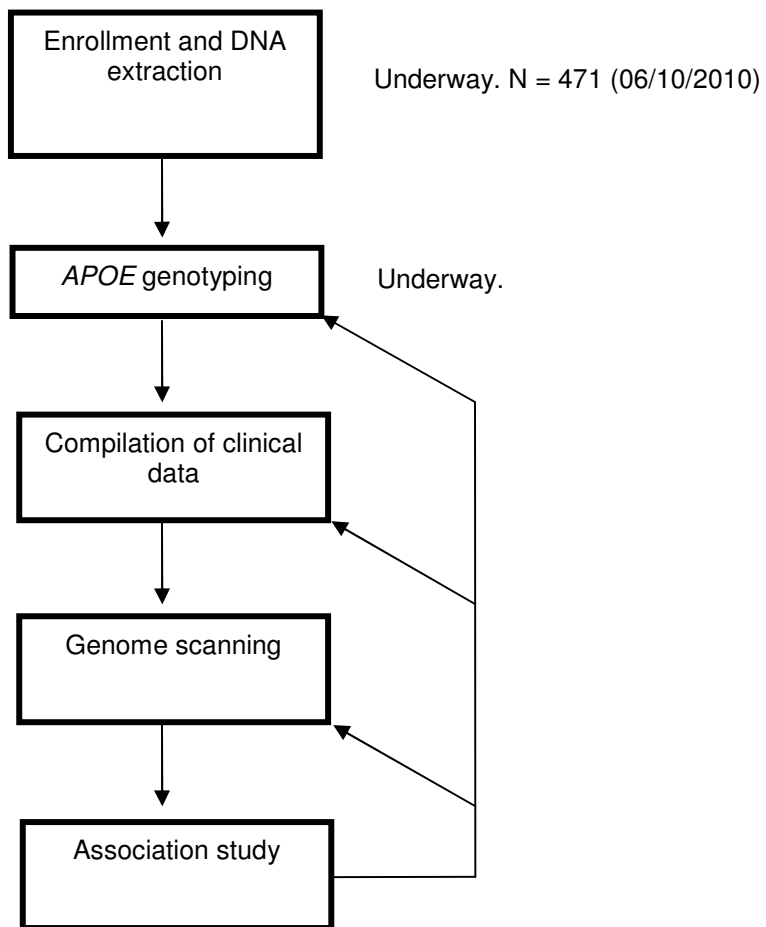 Enrollment and DNA
extraction
Underway. N = 471 (06/10/2010)
APOE genotyping
Underway.
Compilation of clinical
data
Genome scanning
Association study